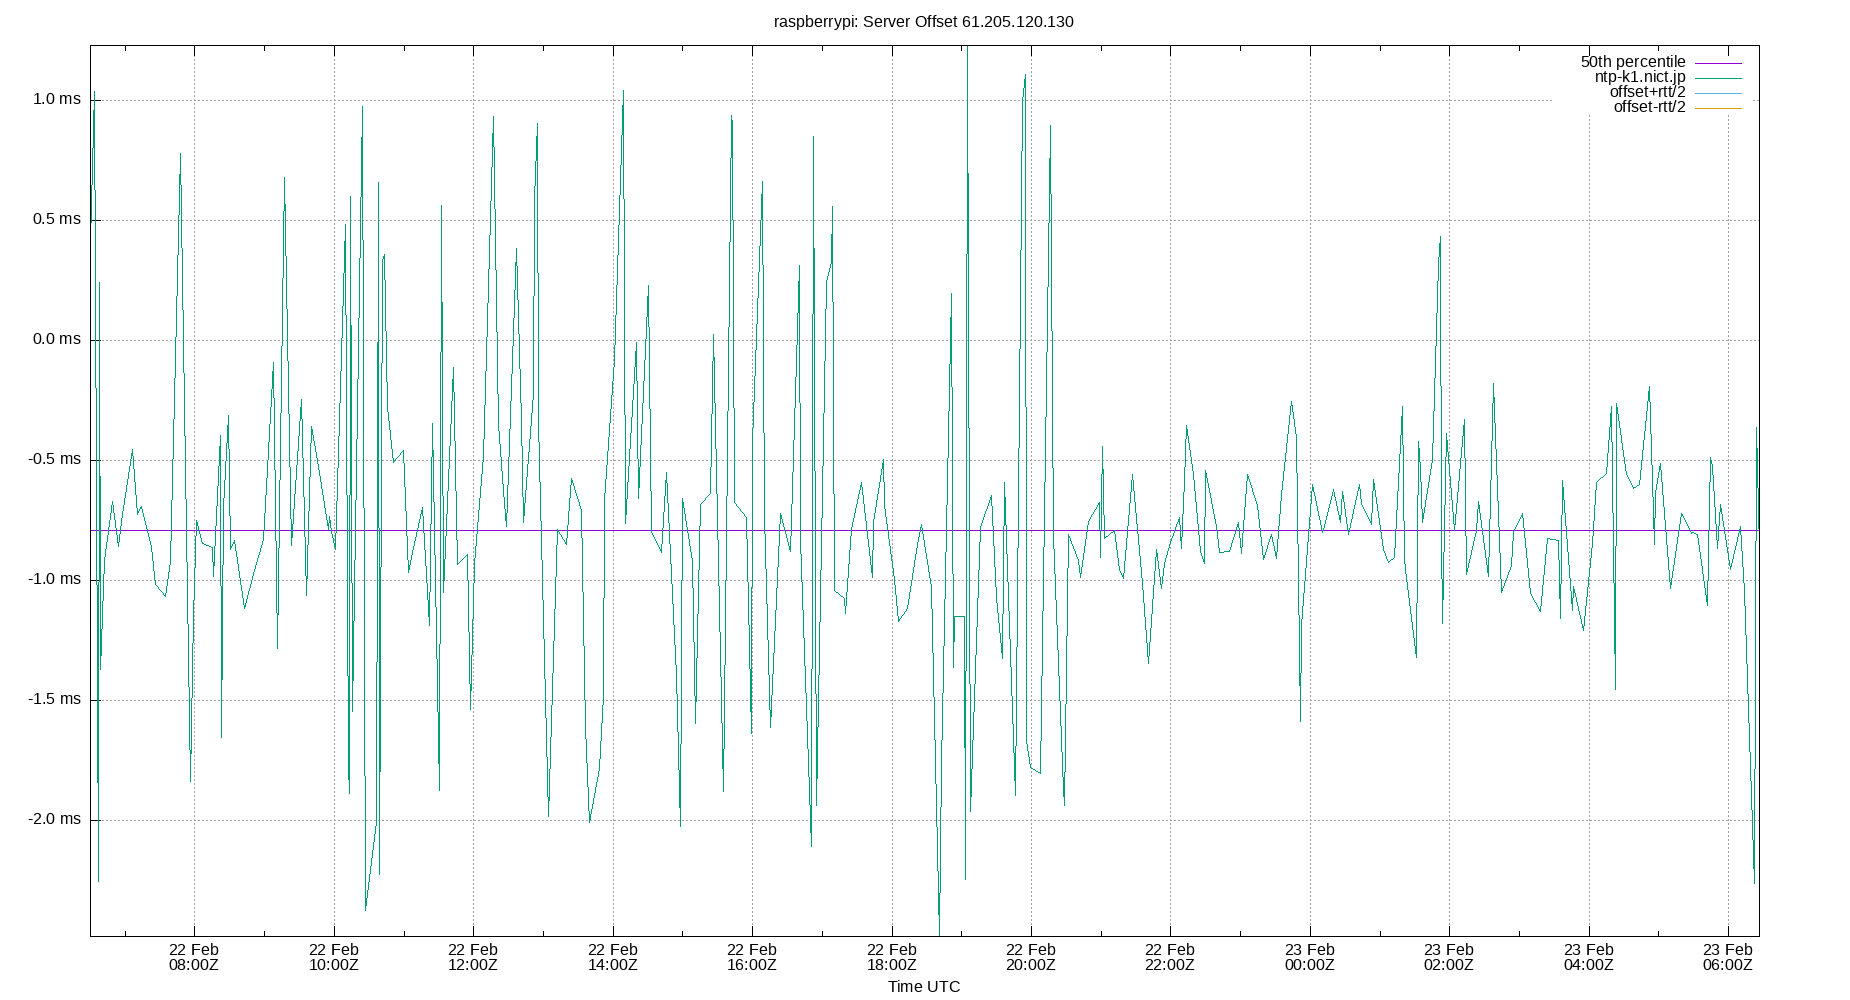 raspberrypi: Server Offset 61.205.120.130
50th percentile
ntp-k1.nict.jp
offset+rtt/2
offset-rtt/2
1.0 ms
0.5 ms
0.0 ms
-0.5 ms
-1.0 ms
-1.5 ms
-2.0 ms
22 Feb 22 Feb 22 Feb 22 Feb 22 Feb 22 Feb 22 Feb 22 Feb 23 Feb 23 Feb 23 Feb 23 Feb
08:00Z 10:00Z 12:00Z 14:00Z 16:00Z 18:00Z 20:00Z 22:00Z 00:00Z 02:00Z 04:00Z 06:00Z
Time UTC